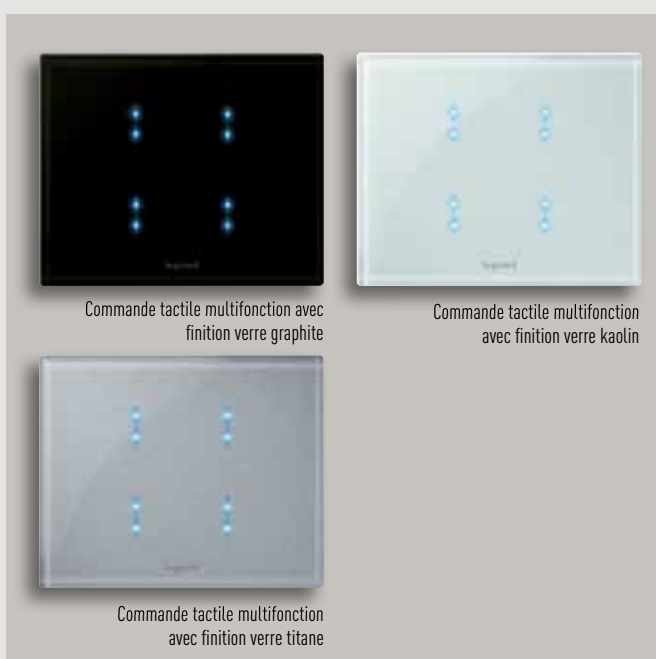 Commande tactile multifonction avec
finition verre graphite
Commande tactile multifonction
avec finition verre kaolin
Commande tactile multifonction
avec finition verre titane